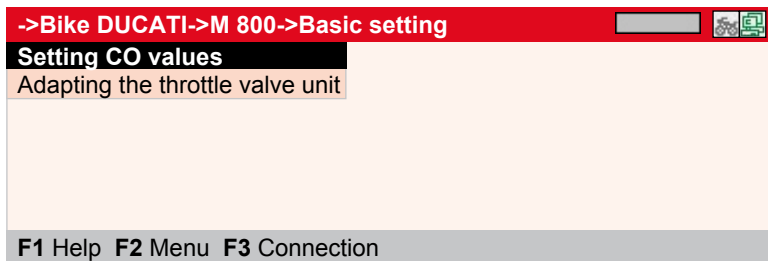 ->Bike DUCATI->M 800->Basic setting
Setting CO values
Adapting the throttle valve unit
F1 Help F2 Menu F3 Connection